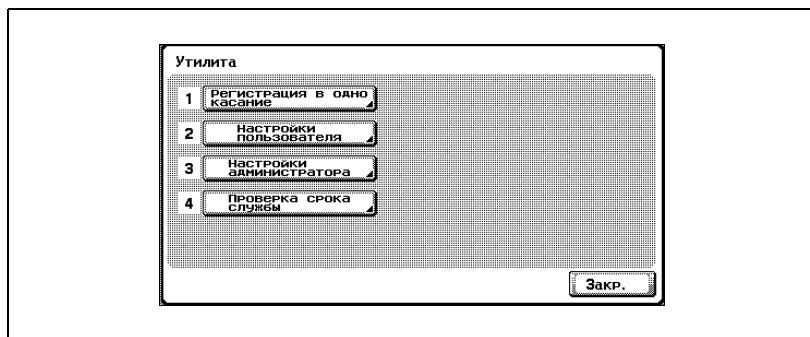 Утилита
1 Регистрация в одно
касание
2 Настройки
пользователя
3 Настройки
администратора
4 Проверка срока
службы
Закр.